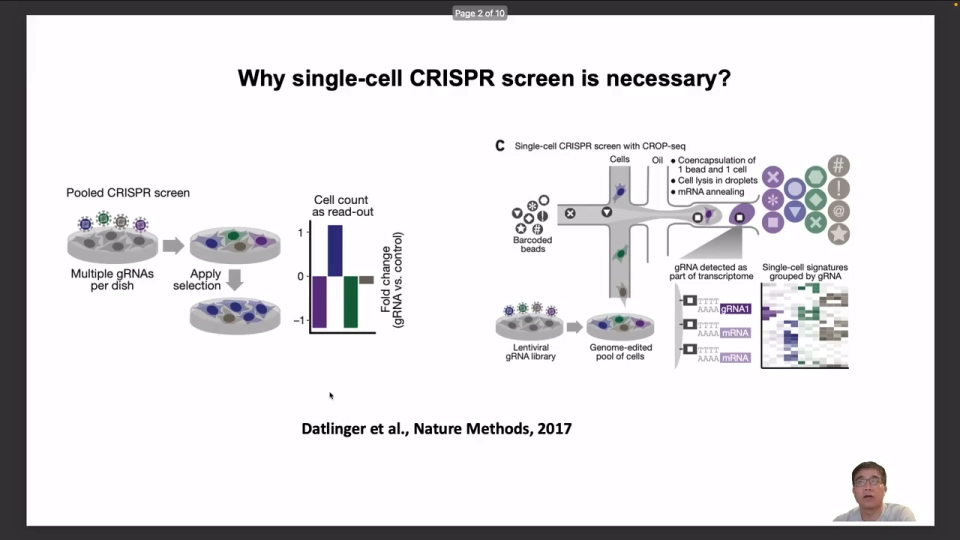 Page 2 of 10
Why single-cell CRISPR screen is necessary?
Pooled CRISPR screen
Multiple gRNAs
per dish
Apply
selection
Cell count
as read-out
1
0
−1
Fold change
(gRNA vs. control)
C Single-cell CRISPR screen with CROP-seq
Cells
Oil
• Coencapsulation of
1 bead and 1 cell
• Cell lysis in droplets
• mRNA annealing
Barcoded
beads
Lentiviral
gRNA library
Genome-edited
pool of cells
gRNA detected as
part of transcriptome
TTTT
AAAA gRNA1
TTTT
AAAA mRNA
TTTT
AAAA mRNA
Single-cell signatures
grouped by gRNA
#
!
@
Datlinger et al., Nature Methods, 2017